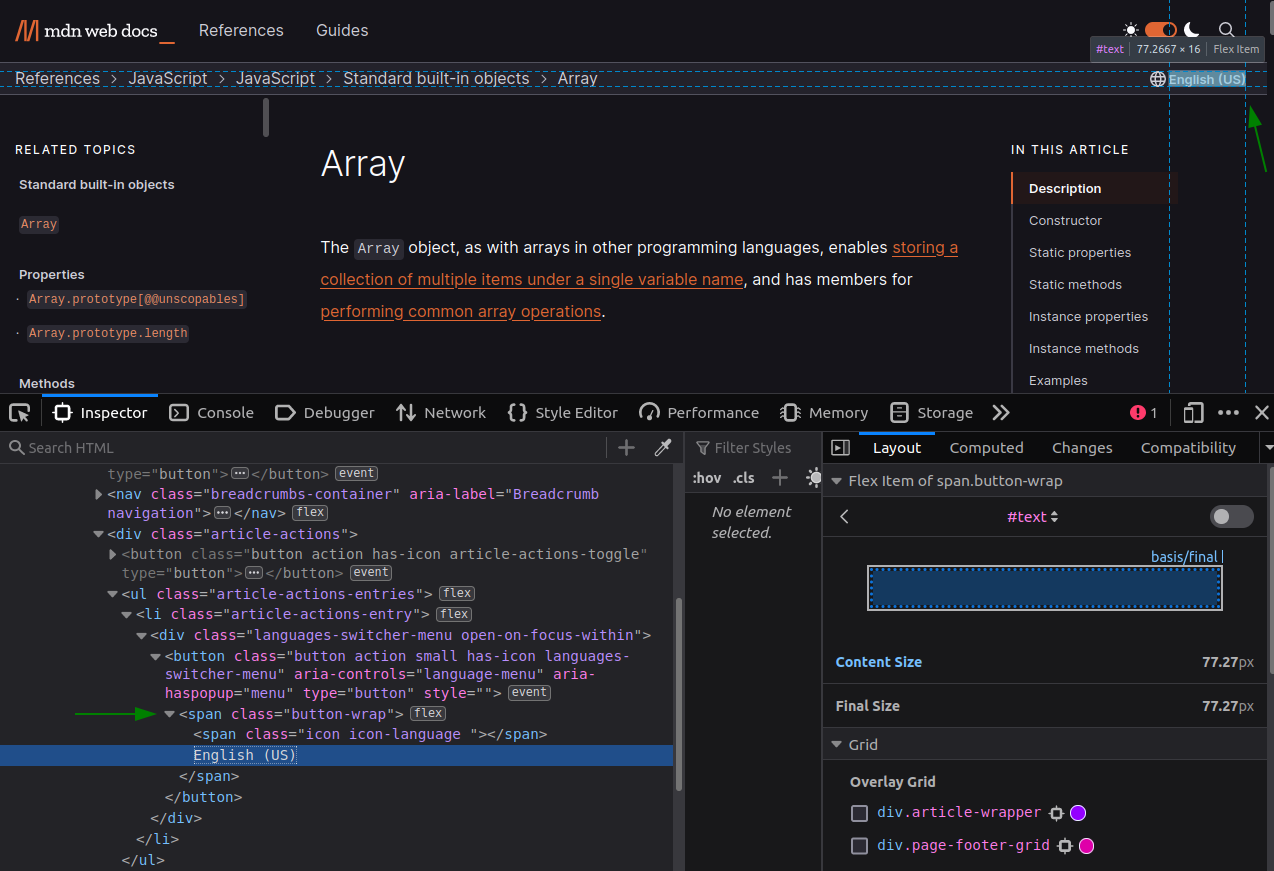 mdn web docs_ References Guides
#text 77.2667 × 16 Flex Item
References > JavaScript > JavaScript > Standard built-in objects > Array English (US)
RELATED TOPICS
Standard built-in objects
Array
Properties
· Array.prototype[@@unscopables]
· Array.prototype.length
Methods
Array
The Array object, as with arrays in other programming languages, enables storing a
collection of multiple items under a single variable name, and has members for
performing common array operations.
IN THIS ARTICLE
Description
Constructor
Static properties
Static methods
Instance properties
Instance methods
Examples
Inspector Console Debugger Network {} Style Editor Performance Memory Storage 1
Search HTML
type="button"> ··· </button> event
<nav class="breadcrumbs-container" aria-label="Breadcrumb
navigation"> ··· </nav> flex
<div class="article-actions">
<button class="button action has-icon article-actions-toggle"
type="button"> ··· </button> event
<ul class="article-actions-entries"> flex
<li class="article-actions-entry"> flex
<div class="languages-switcher-menu open-on-focus-within">
<button class="button action small has-icon languages-
switcher-menu" aria-controls="language-menu" aria-
haspopup="menu" type="button" style=""> event
<span class="button-wrap"> flex
<span class="icon icon-language "></span>
English (US)
</span>
</button>
</div>
</li>
</ul>
Filter Styles
:hov .cls +
No element
selected.
Layout Computed Changes Compatibility
Flex Item of span.button-wrap
#text
basis/final
Content Size 77.27px
Final Size 77.27px
Grid
Overlay Grid
div.article-wrapper
div.page-footer-grid